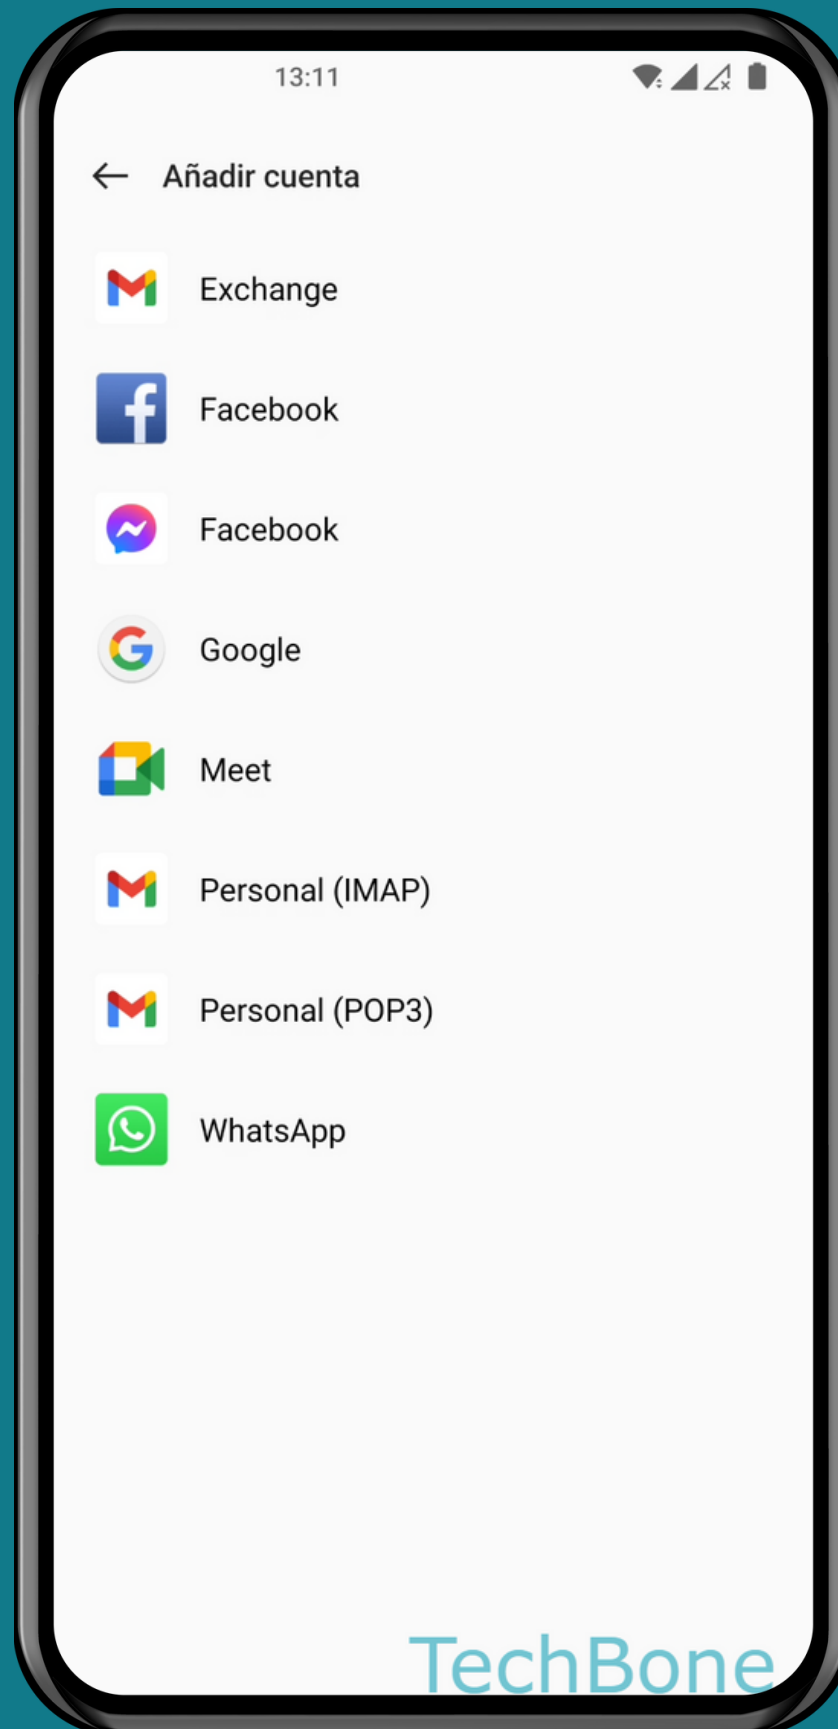 13:11
Añadir cuenta
Exchange
Facebook
Facebook
Google
Meet
Personal (IMAP)
Personal (POP3)
WhatsApp
TechBone